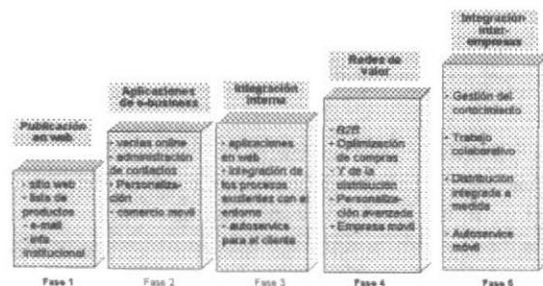 Publicación
en web
• sitio web
• lista de
productos
• e-mail
• info
institucional
Fase 1
Aplicaciones
de e-business
• ventas online
• administración
de contactos
• Personaliza-
ción
• comercio móvil
Fase 2
Integración
interna
• aplicaciones
en web
• integración de
los procesos
existentes con el
entorno
• autoservicio
para el cliente
Fase 3
Redes de
valor
• B2B
• Optimización
de compras
• Y de la
distribución
• Personaliza-
ción avanzada
• Empresa móvil
Fase 4
Integración
inter-
empresas
• Gestión del
conocimiento
• Trabajo
colaborativo
• Distribución
integrada a
medida
• Autoservice
móvil
Fase 5